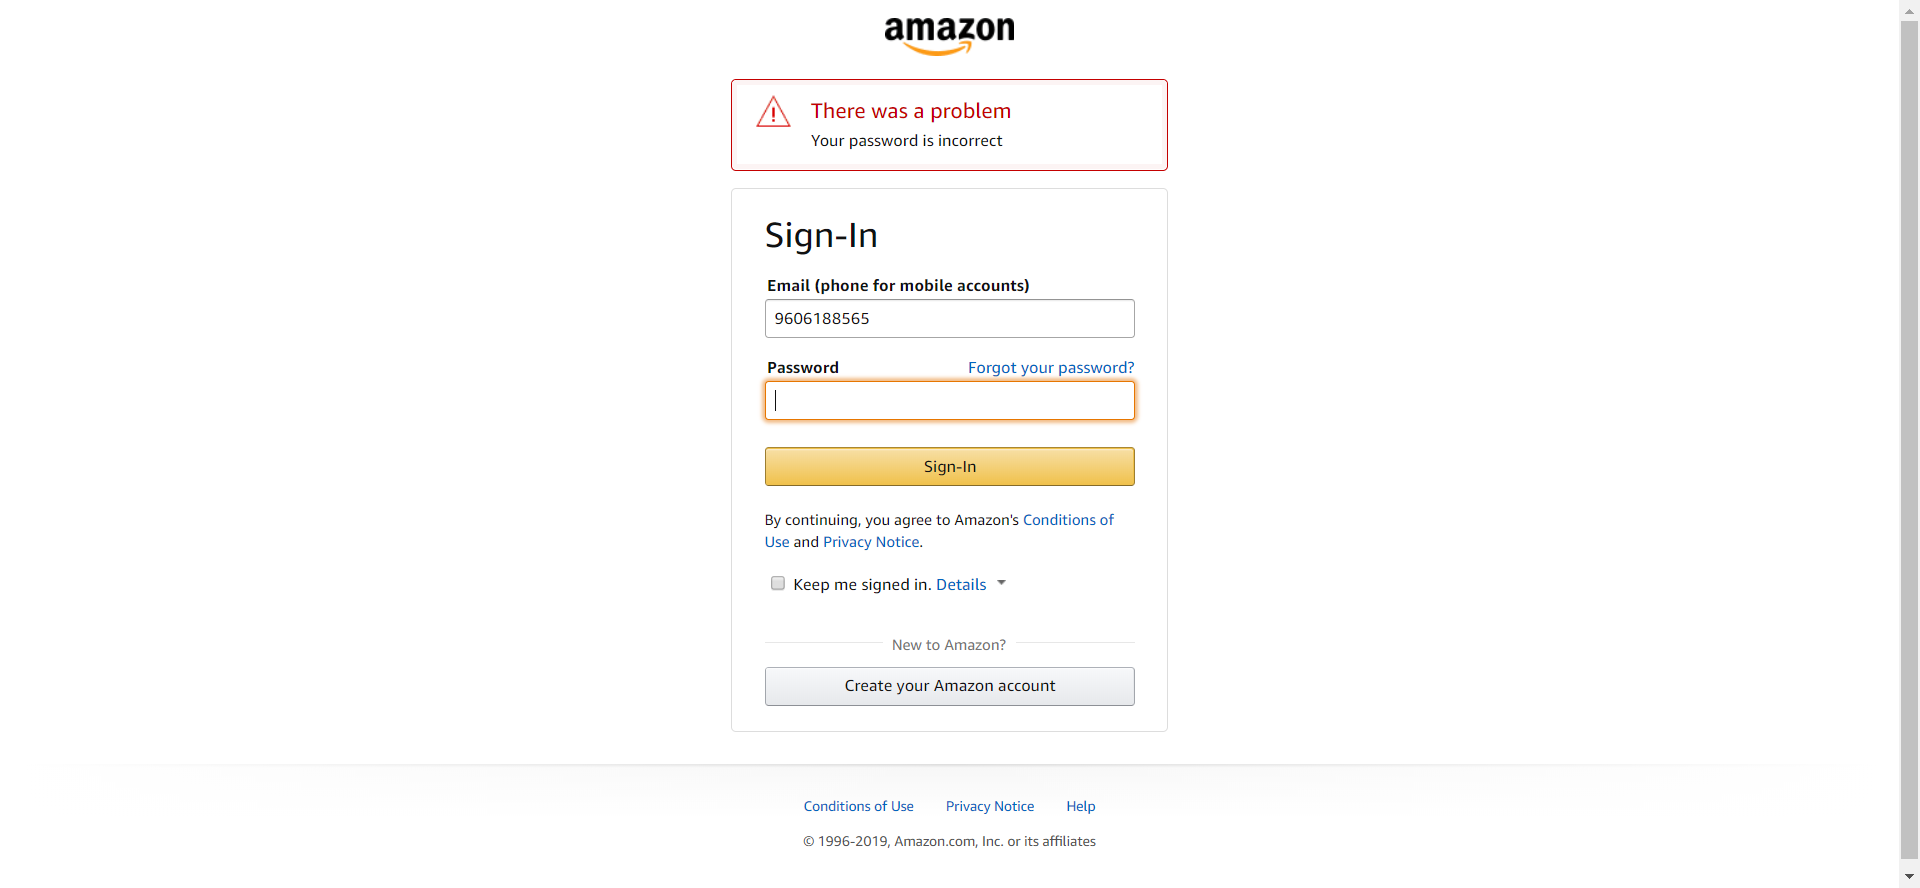 amazon
There was a problem
Your password is incorrect
Sign-In
Email (phone for mobile accounts)
9606188565
Password Forgot your password?
Sign-In
By continuing, you agree to Amazon's Conditions of
Use and Privacy Notice.
Keep me signed in. Details
New to Amazon?
Create your Amazon account
Conditions of Use Privacy Notice Help
© 1996-2019, Amazon.com, Inc. or its affiliates